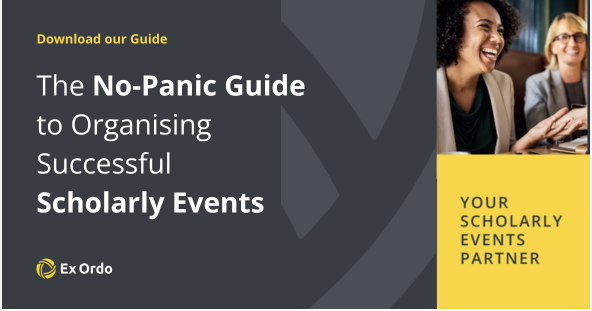 Download our Guide
The No-Panic Guide
to Organising
Successful
Scholarly Events
Ex Ordo
YOUR
SCHOLARLY
EVENTS
PARTNER